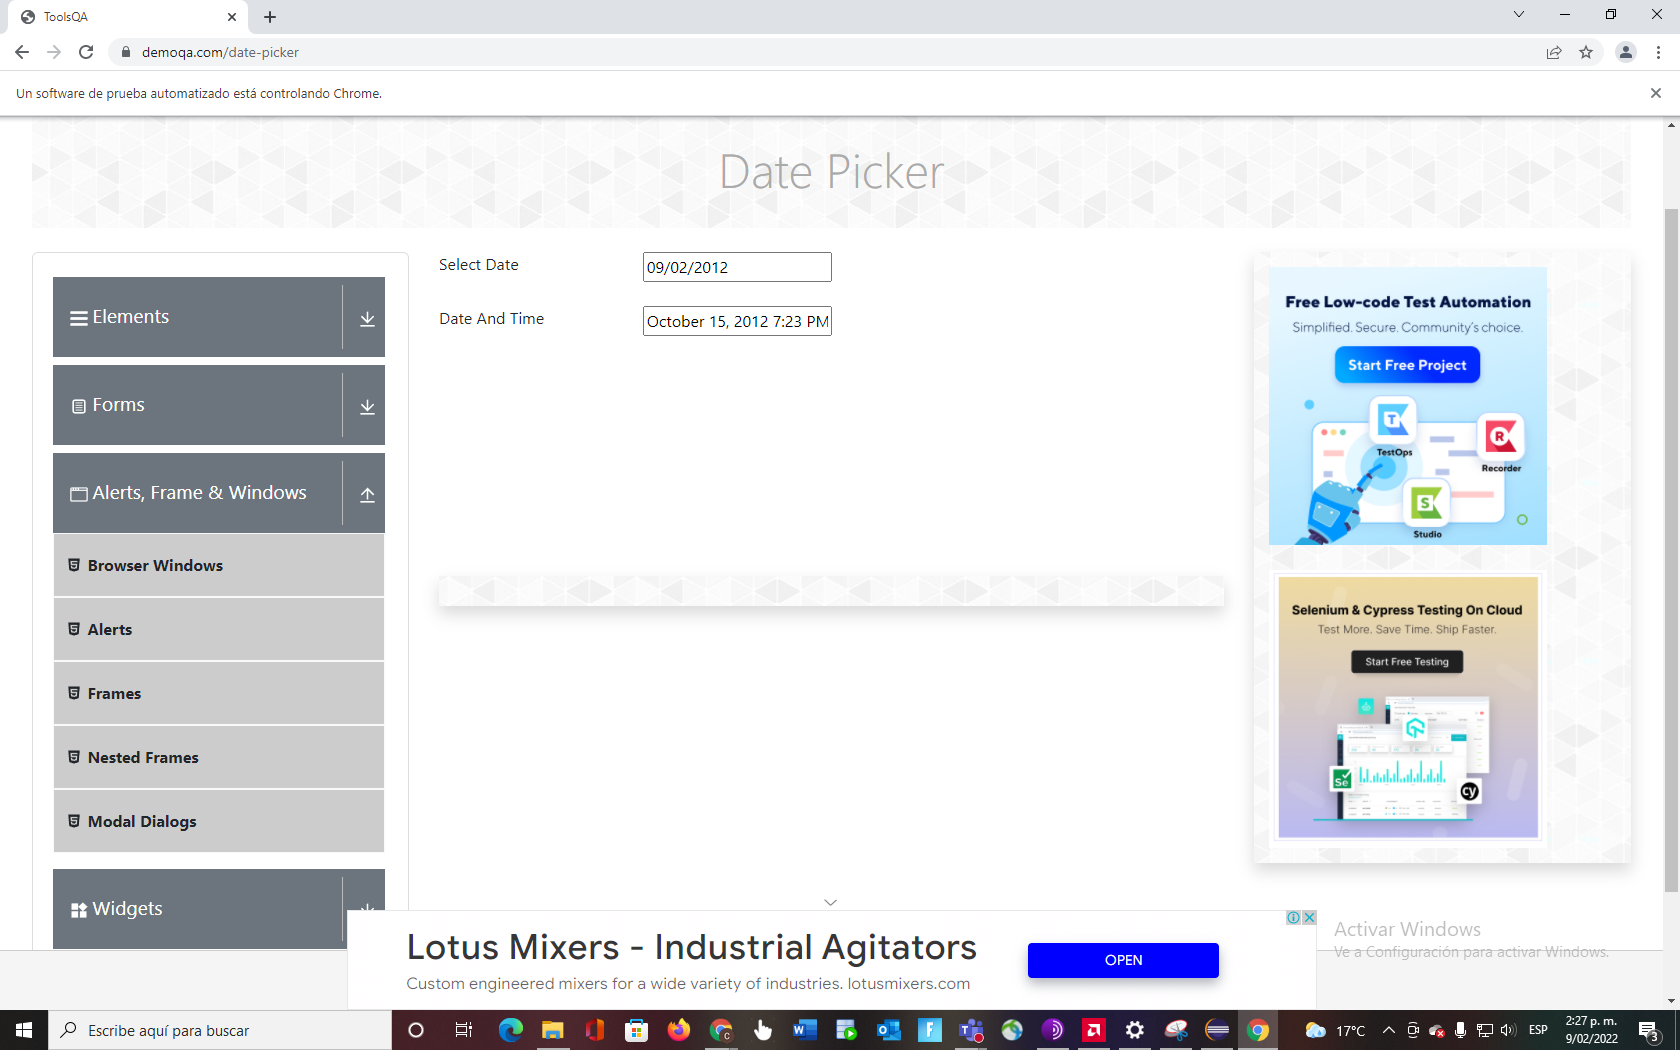 ToolsQA
demoqa.com/date-picker
Un software de prueba automatizado está controlando Chrome.
Date Picker
Elements
Forms
Alerts, Frame & Windows
Browser Windows
Alerts
Frames
Nested Frames
Modal Dialogs
Widgets
Select Date
09/02/2012
Date And Time
October 15, 2012 7:23 PM
Free Low-code Test Automation
Simplified. Secure. Community's choice.
Start Free Project
TestOps
Recorder
Studio
Selenium & Cypress Testing On Cloud
Test More. Save Time. Ship Faster.
Start Free Testing
Se
cy
Lotus Mixers - Industrial Agitators
Custom engineered mixers for a wide variety of industries. lotusmixers.com
OPEN
Activar Windows
Ve a Configuración para activar Windows.
Escribe aquí para buscar
17°C
ESP
2:27 p. m.
9/02/2022
3